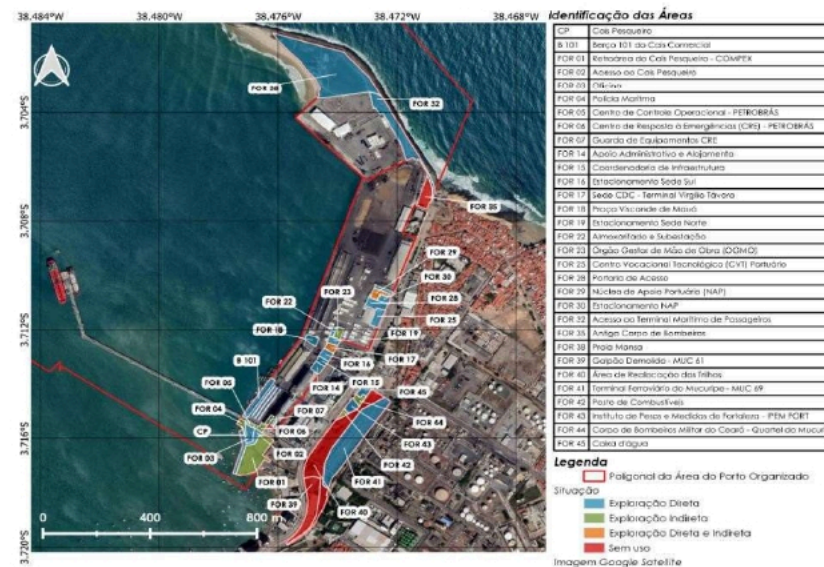 38.484°W 38.480°W 38.476°W 38.472°W 38.468°W
3.704°S
3.708°S
3.712°S
3.716°S
3.720°S
FOR 38
FOR 32
FOR 35
FOR 29
FOR 30
FOR 28
FOR 23
FOR 22
FOR 25
FOR 19
FOR 18
FOR 17
FOR 16
B 101
FOR 14
FOR 15
FOR 45
FOR 05
FOR 07
FOR 04
FOR 44
CP
FOR 06
FOR 43
FOR 03
FOR 02
FOR 42
FOR 01
FOR 41
FOR 39
FOR 40
0 400 800 m
Identificação das Áreas
CP Cais Pesqueiro
B 101 Berço 101 do Cais Comercial
FOR 01 Retroárea do Cais Pesqueiro - COMPEX
FOR 02 Acesso ao Cais Pesqueiro
FOR 03 Oficina
FOR 04 Polícia Marítima
FOR 05 Centro de Controle Operacional - PETROBRÁS
FOR 06 Centro de Resposta a Emergências (CRE) - PETROBRÁS
FOR 07 Guarda de Equipamentos CRE
FOR 14 Apoio Administrativo e Alojamento
FOR 15 Coordenadoria de Infraestrutura
FOR 16 Estacionamento Sede Sul
FOR 17 Sede CDC - Terminal Virgílio Távora
FOR 18 Praça Visconde de Mauá
FOR 19 Estacionamento Sede Norte
FOR 22 Almoxarifado e Subestação
FOR 23 Órgão Gestor de Mão de Obra (OGMO)
FOR 25 Centro Vocacional Tecnológico (CVT) Portuário
FOR 28 Portaria de Acesso
FOR 29 Núcleo de Apoio Portuário (NAP)
FOR 30 Estacionamento NAP
FOR 32 Acesso ao Terminal Marítimo de Passageiros
FOR 35 Antigo Corpo de Bombeiros
FOR 38 Praia Mansa
FOR 39 Galpão Demolido - MUC 61
FOR 40 Área de Realocação dos Trilhos
FOR 41 Terminal Ferroviário do Mucuripe - MUC 69
FOR 42 Posto de Combustíveis
FOR 43 Instituto de Pesos e Medidas de Fortaleza - IPEM FORT
FOR 44 Corpo de Bombeiros Militar do Ceará - Quartel do Mucur
FOR 45 Caixa d'água
Legenda
Poligonal da Área do Porto Organizado
Situação
Exploração Direta
Exploração Indireta
Exploração Direta e Indireta
Sem uso
Imagem Google Satellite